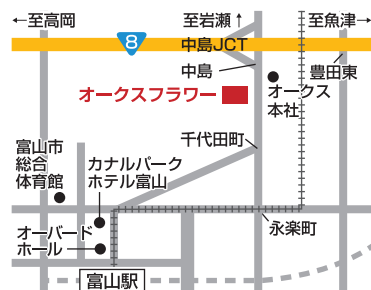 ←至高岡
至岩瀬↑
至魚津→
8
中島JCT
中島
豊田東
オークスフラワー
オークス
本社
千代田町
富山市
総合
体育館
カナルパーク
ホテル富山
永楽町
オーバード
ホール
富山駅